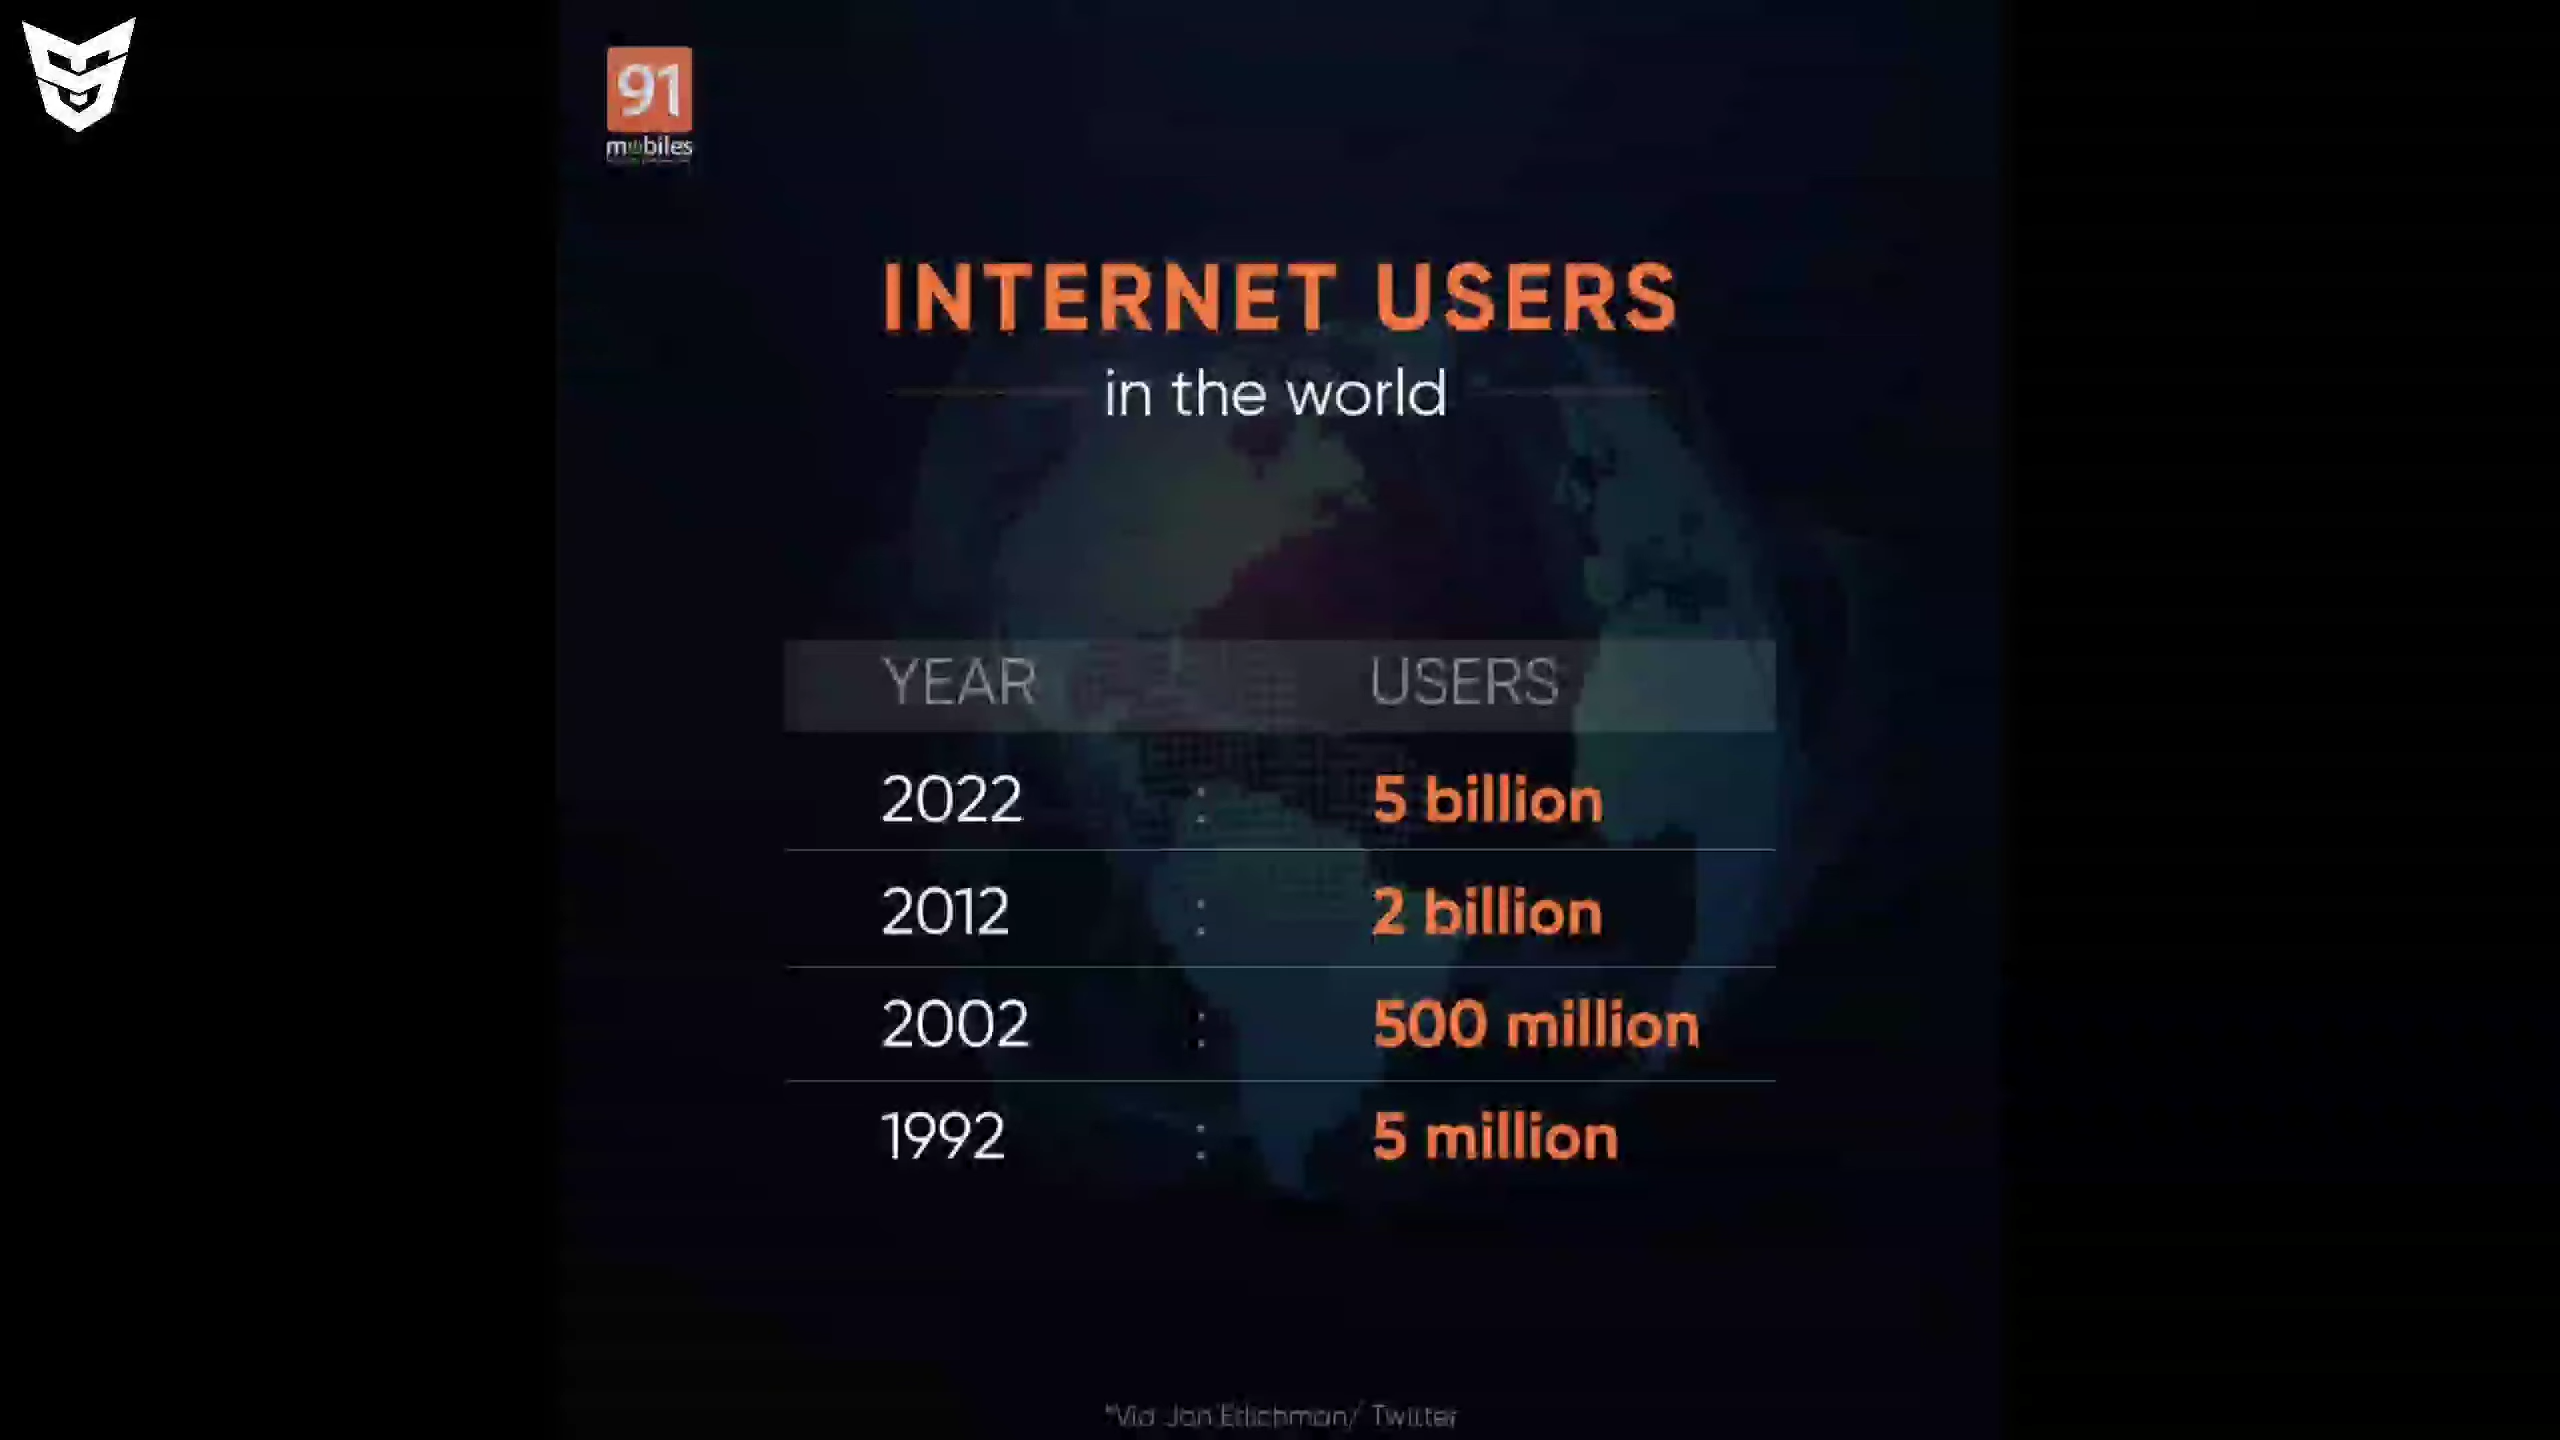 91
mobiles
INTERNET USERS
in the world
YEAR USERS
2022 : 5 billion
2012 : 2 billion
2002 : 500 million
1992 : 5 million
*Via Jon Erlichman/ Twitter